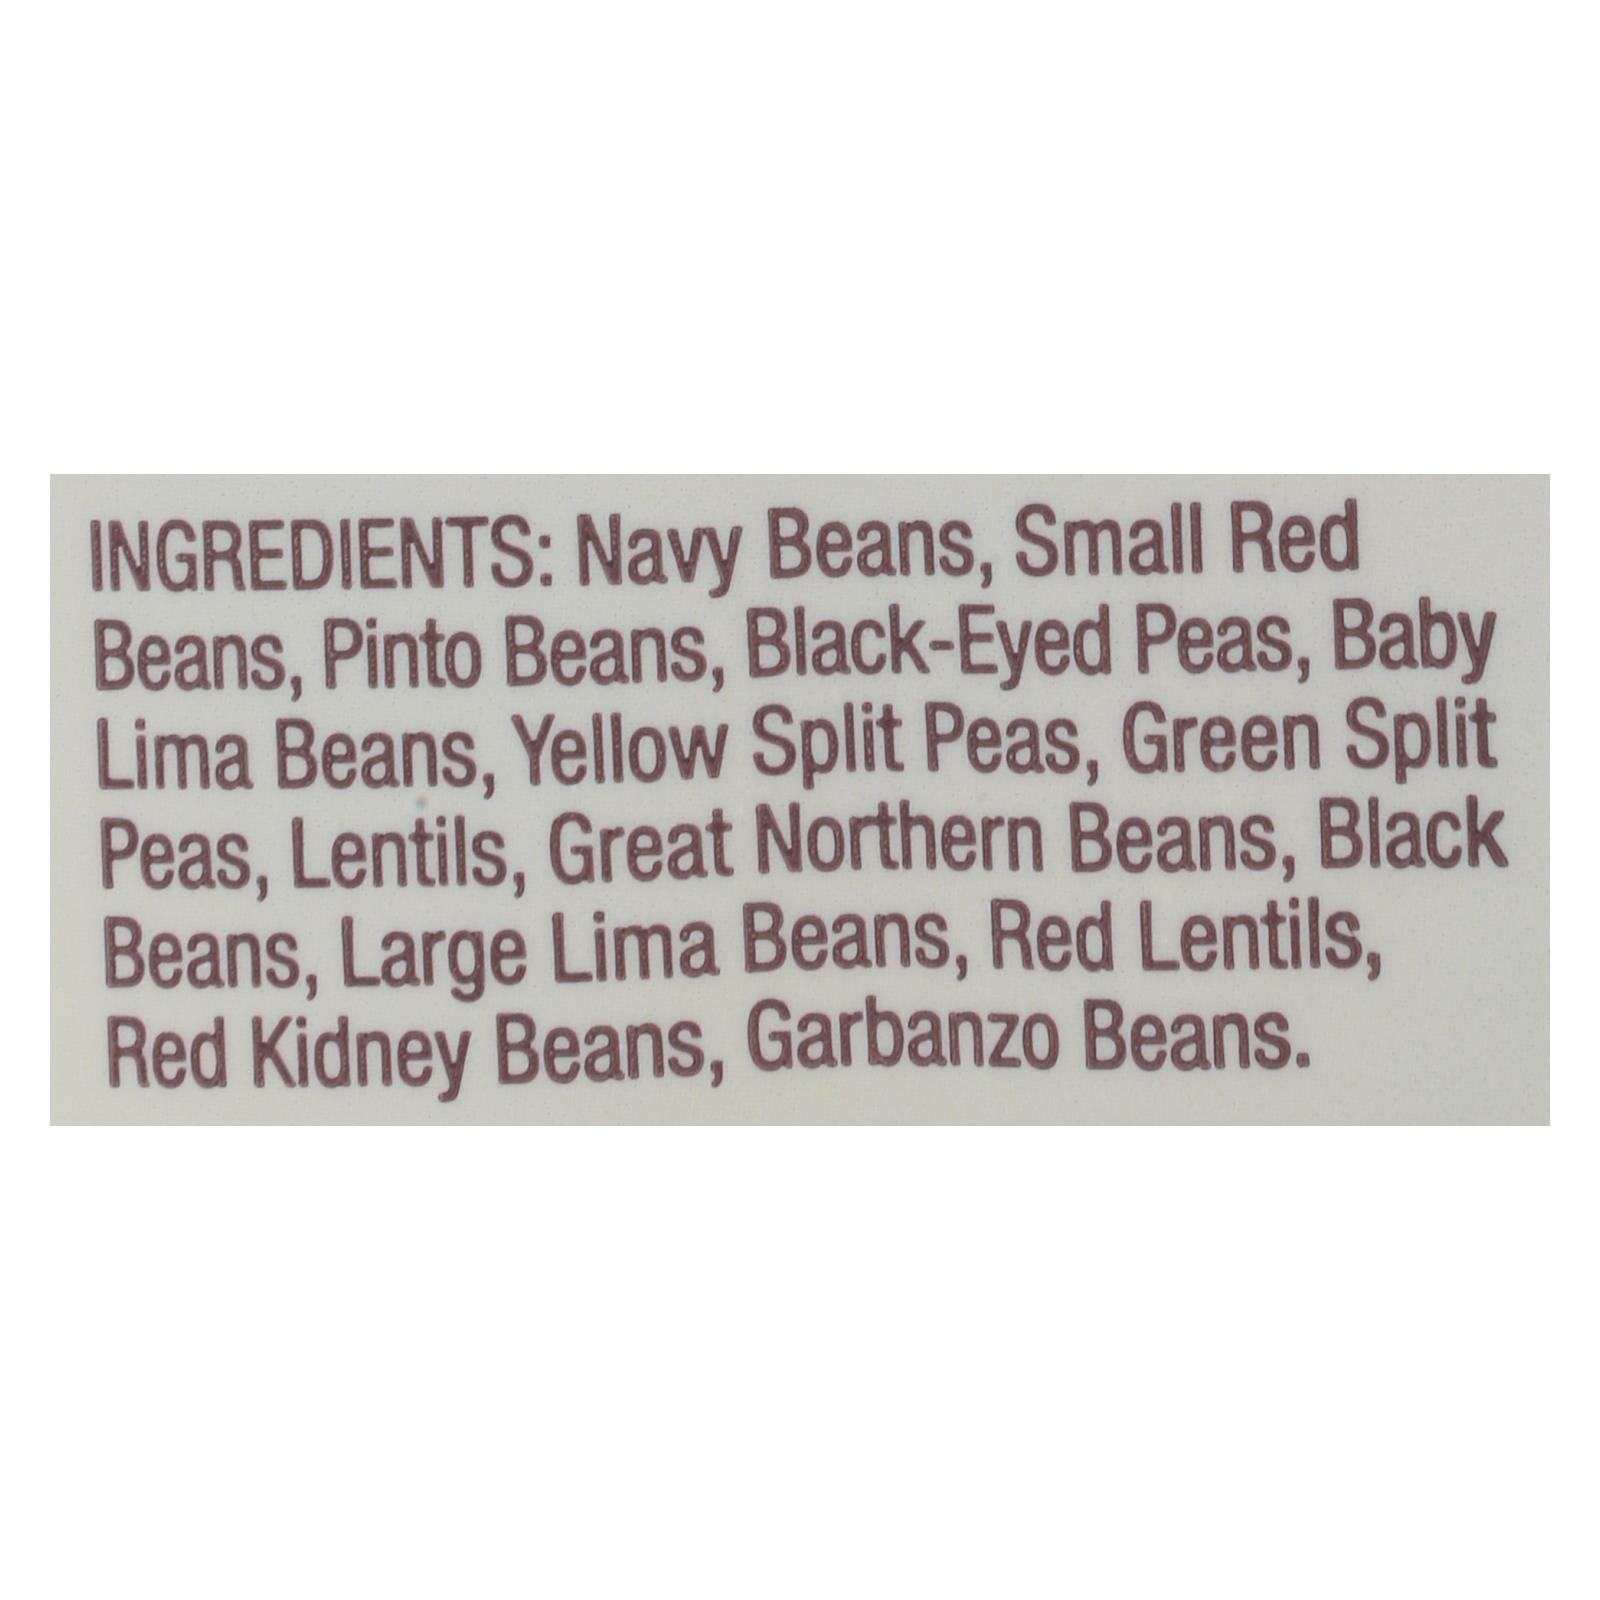 INGREDIENTS: Navy Beans, Small Red
Beans, Pinto Beans, Black-Eyed Peas, Baby
Lima Beans, Yellow Split Peas, Green Split
Peas, Lentils, Great Northern Beans, Black
Beans, Large Lima Beans, Red Lentils,
Red Kidney Beans, Garbanzo Beans.